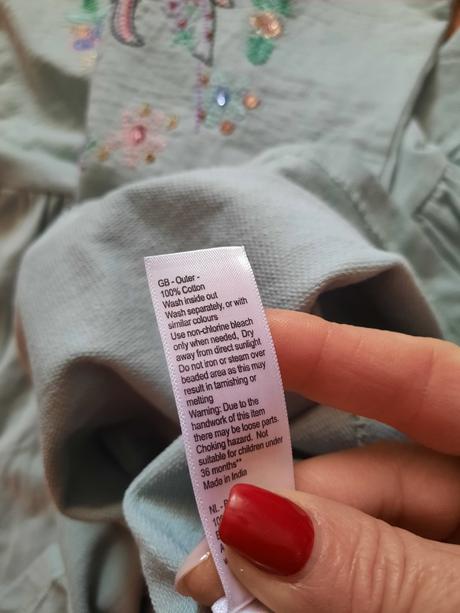 GB - Outer -
100% Cotton
Wash inside out
Wash separately, or with
similar colours
Use non-chlorine bleach
only when needed, Dry
away from direct sunlight
Do not iron or steam over
beaded area as this may
result in tarnishing or
melting
Warning: Due to the
handwork of this item
there may be loose parts.
Choking hazard. Not
suitable for children under
36 months**
Made in India
NL -